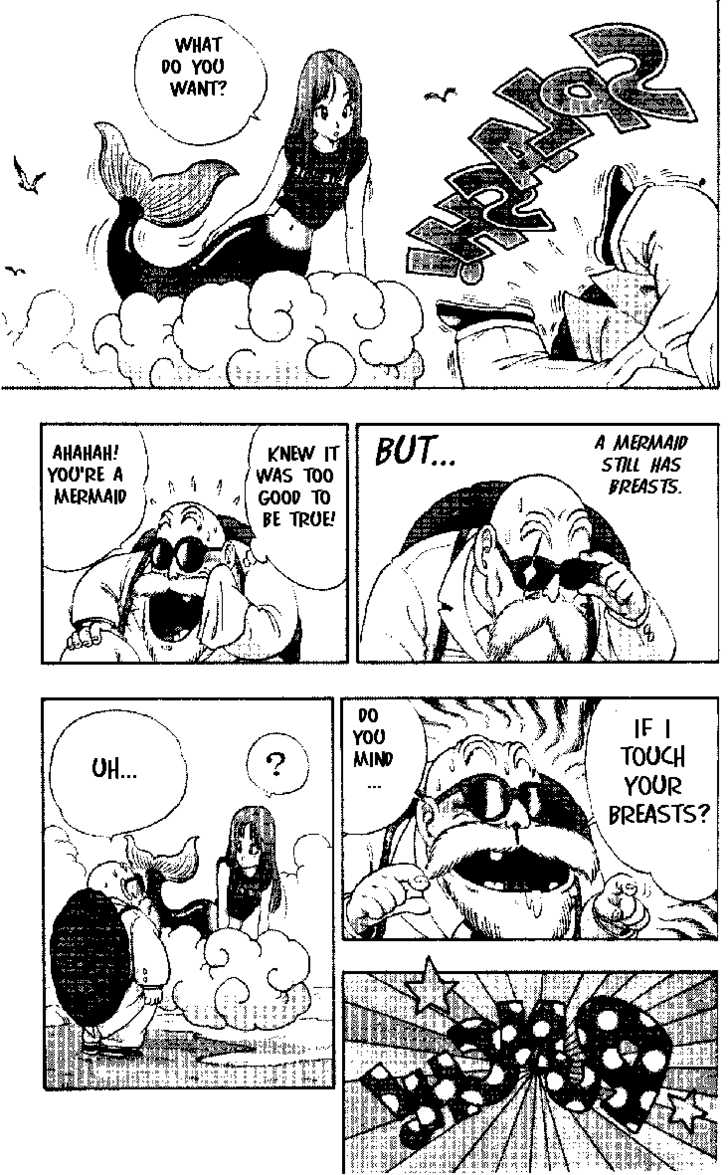 WHAT
DO YOU
WANT?
SPLASH!
AHAHAH!
YOU'RE A
MERMAID
KNEW IT
WAS TOO
GOOD TO
BE TRUE!
BUT...
A MERMAID
STILL HAS
BREASTS.
UH...
?
DO
YOU
MIND
...
IF I
TOUCH
YOUR
BREASTS?